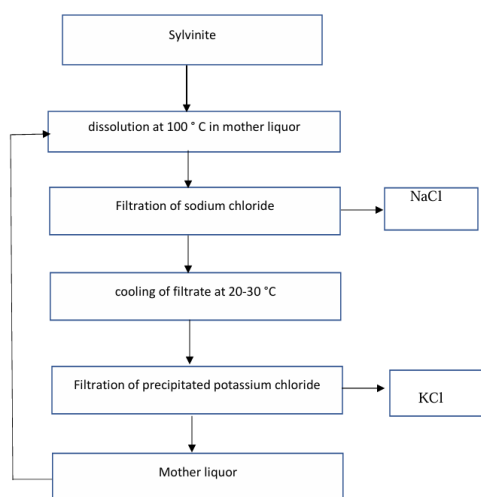 Sylvinite
dissolution at 100 ° C in mother liquor
Filtration of sodium chloride
NaCl
cooling of filtrate at 20-30 °C
Filtration of precipitated potassium chloride
KCl
Mother liquor